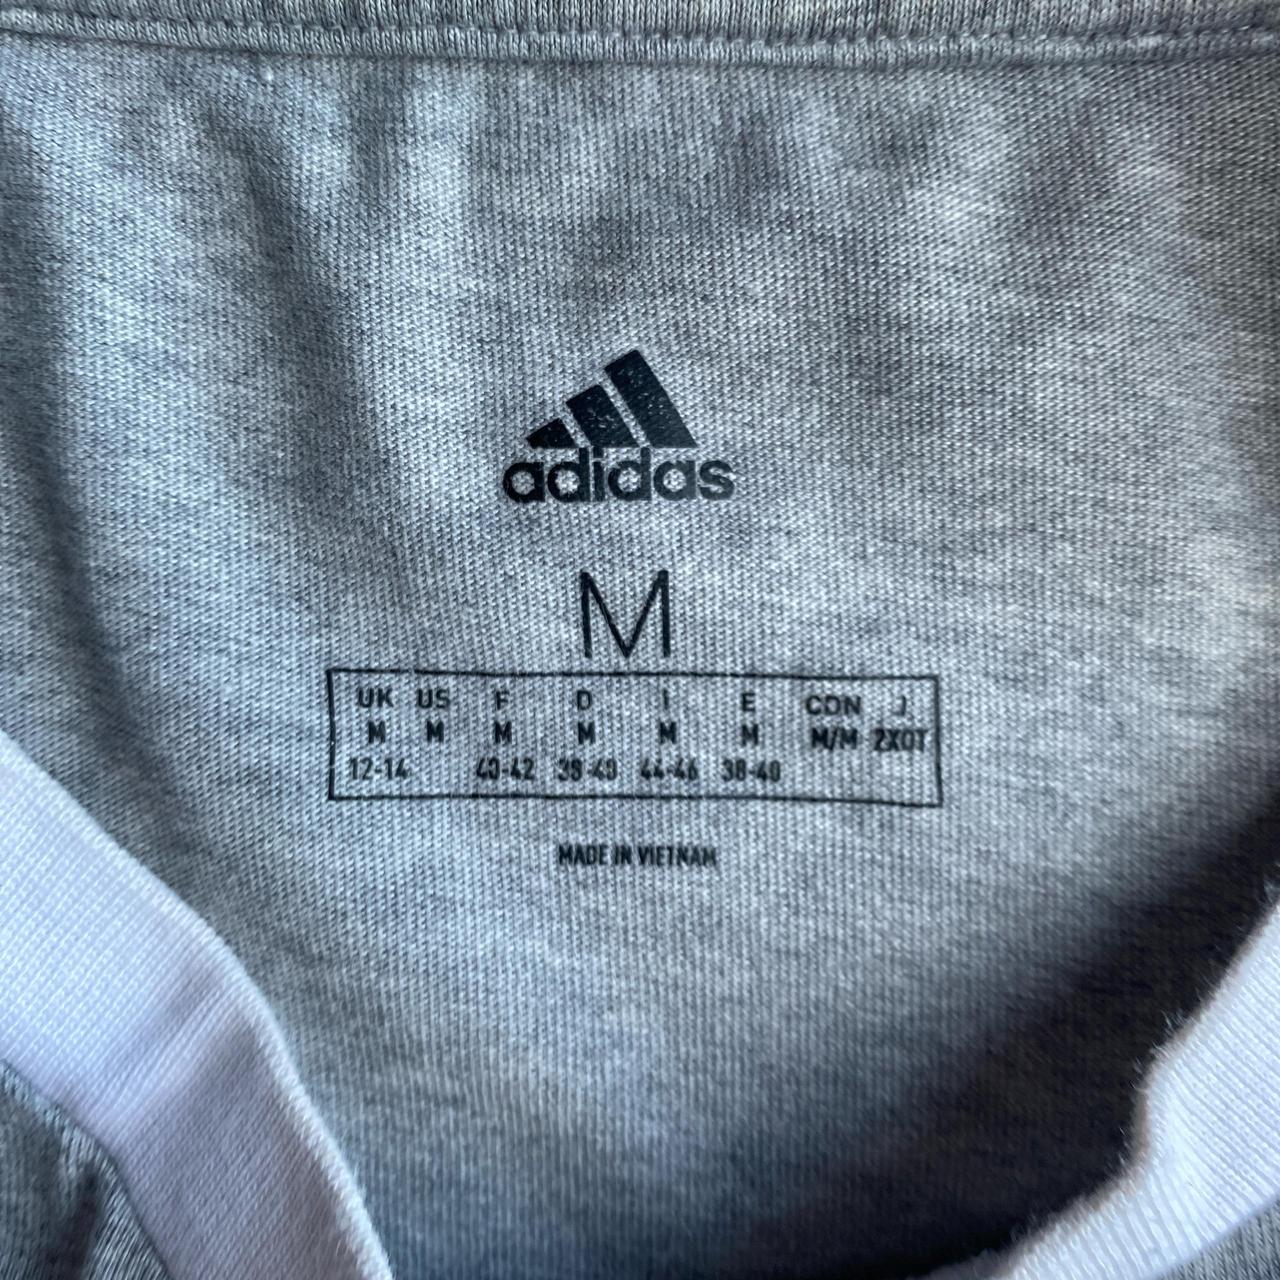 adidas
M
UK US F D I E CON J
M M M M M M M/M 2XOT
12-14 40-42 38-40 44-46 38-40
MADE IN VIETNAM